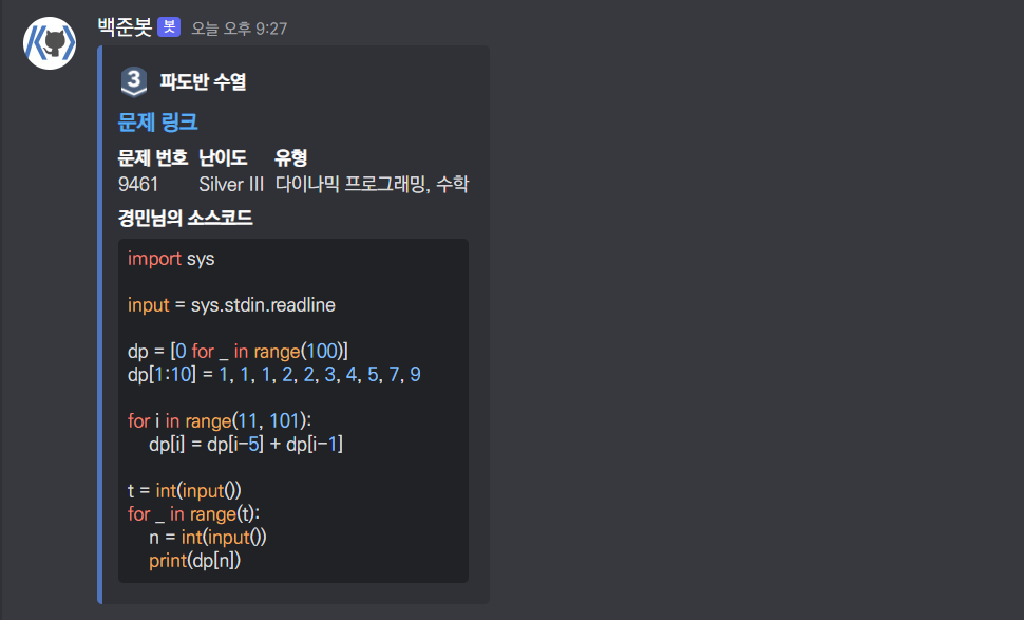 백준봇 봇 오늘 오후 9:27
3 파도반 수열
문제 링크
문제 번호 난이도 유형
9461 Silver III 다이나믹 프로그래밍, 수학
경민님의 소스코드
import sys
input = sys.stdin.readline
dp = [0 for _ in range(100)]
dp[1:10] = 1, 1, 1, 2, 2, 3, 4, 5, 7, 9
for i in range(11, 101):
    dp[i] = dp[i-5] + dp[i-1]
t = int(input())
for _ in range(t):
    n = int(input())
    print(dp[n])